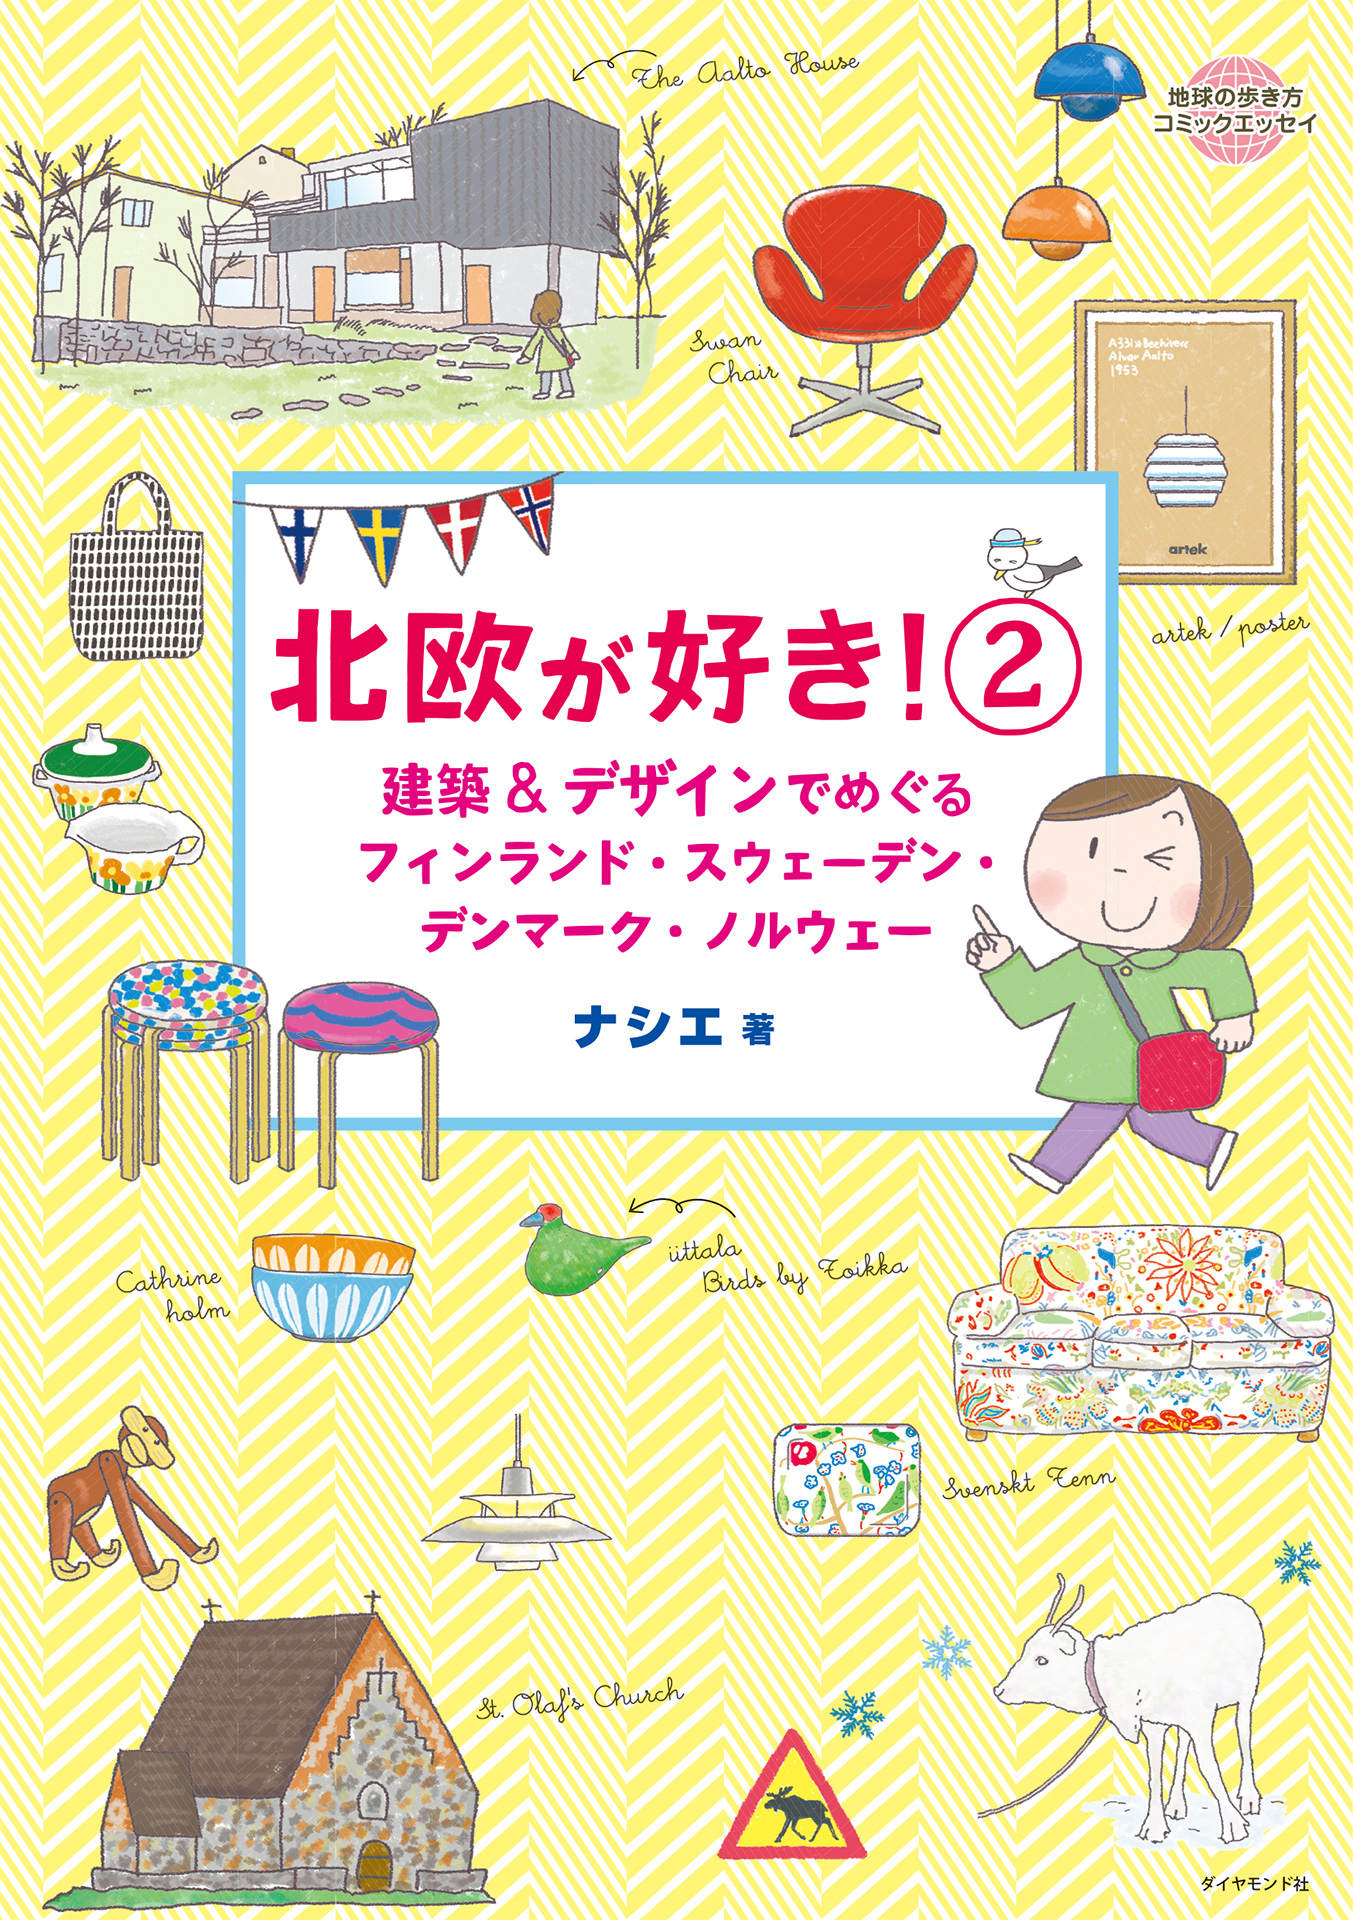 The Aalto House
地球の歩き方
コミックエッセイ
Swan
Chair
A331 Beehive
Alvar Aalto
1953
artek
artek / poster
北欧が好き!②
建築&デザインでめぐる
フィンランド・スウェーデン・
デンマーク・ノルウェー
ナシエ 著
iittala
Birds by Toikka
Cathrine
holm
Svenskt Tenn
St. Olaf's Church
ダイヤモンド社